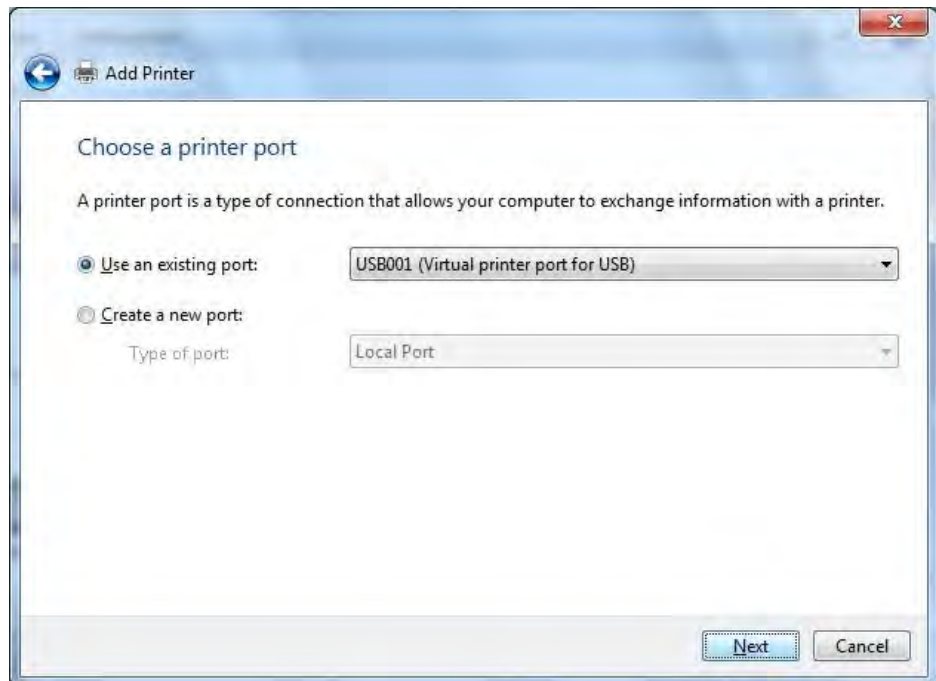 Add Printer
Choose a printer port
A printer port is a type of connection that allows your computer to exchange information with a printer.
Use an existing port: USB001 (Virtual printer port for USB)
Create a new port:
Type of port: Local Port
Next Cancel